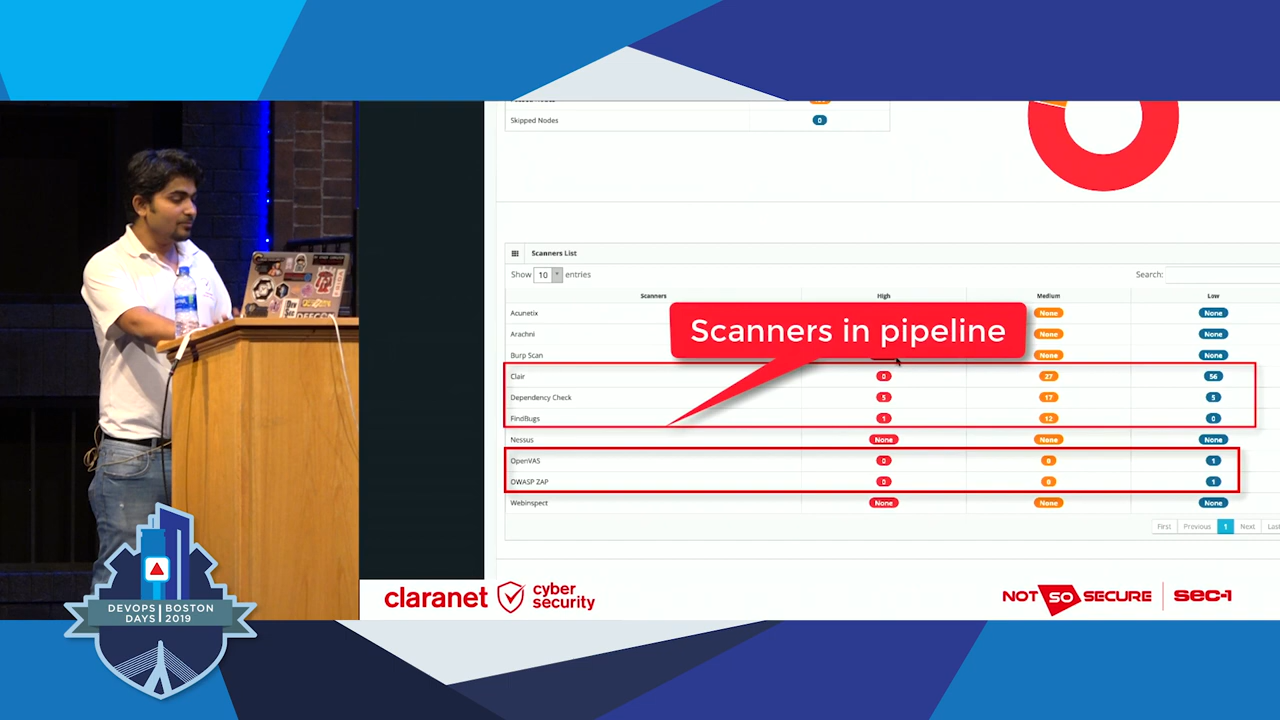 Skipped Nodes 0
Scanners List
Show 10 entries Search:
Scanners High Medium Low
Acunetix None None
Arachni None None
Burp Scan None None
Scanners in pipeline
Clair 0 27 56
Dependency Check 5 17 5
FindBugs 1 12 0
Nessus None None None
OpenVAS 0 0 1
OWASP ZAP 0 0 1
Webinspect None None None
First Previous 1 Next Last
claranet cyber security
NOT SO SECURE sec-1
DEVOPS DAYS BOSTON 2019
DEFCON